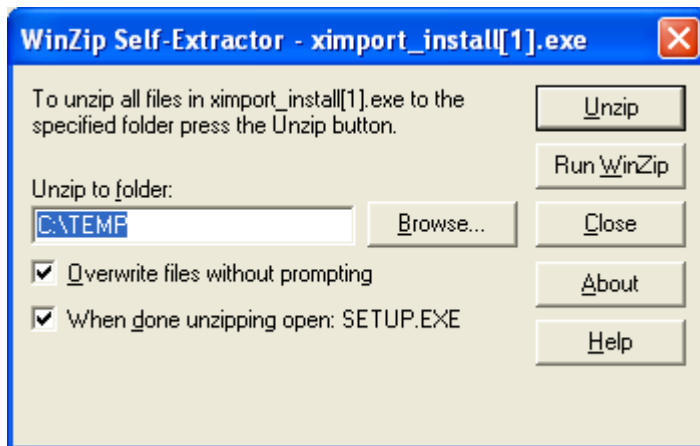 WinZip Self-Extractor - ximport_install[1].exe
To unzip all files in ximport_install[1].exe to the
specified folder press the Unzip button.
Unzip to folder:
C:\TEMP
Browse...
Overwrite files without prompting
When done unzipping open: SETUP.EXE
Unzip
Run WinZip
Close
About
Help